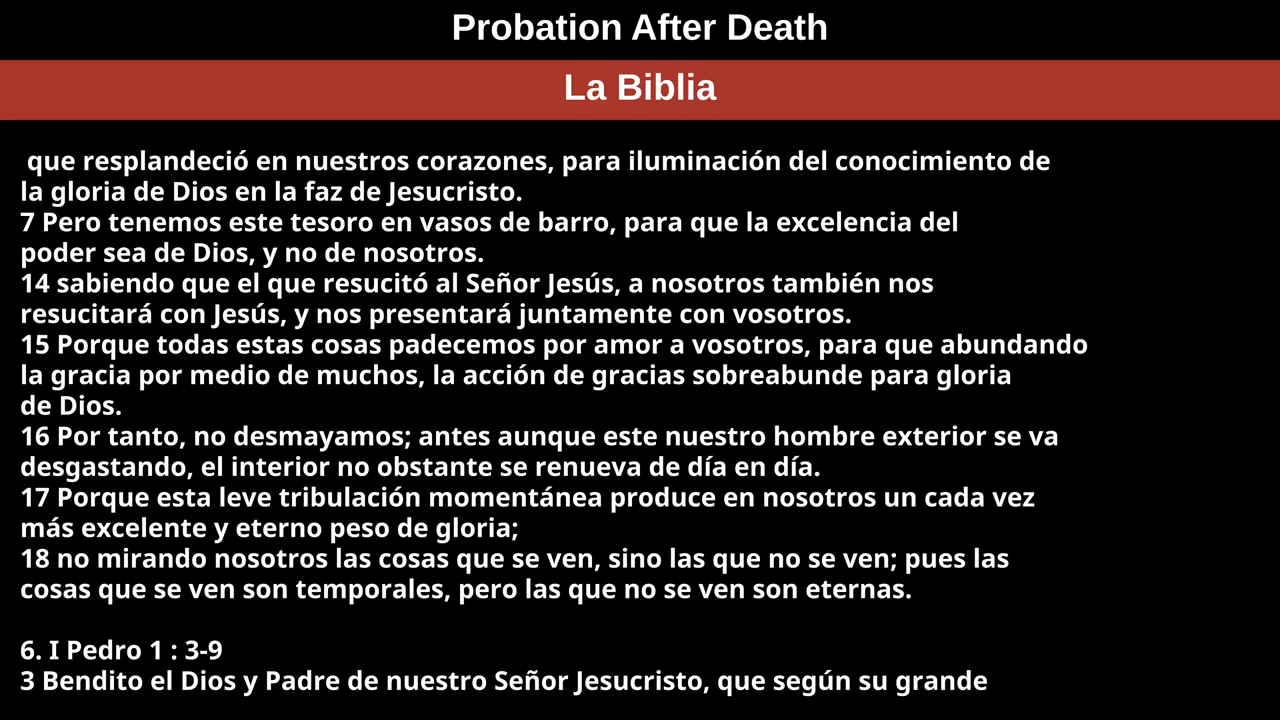 Probation After Death
La Biblia
que resplandeció en nuestros corazones, para iluminación del conocimiento de
la gloria de Dios en la faz de Jesucristo.
7 Pero tenemos este tesoro en vasos de barro, para que la excelencia del
poder sea de Dios, y no de nosotros.
14 sabiendo que el que resucitó al Señor Jesús, a nosotros también nos
resucitará con Jesús, y nos presentará juntamente con vosotros.
15 Porque todas estas cosas padecemos por amor a vosotros, para que abundando
la gracia por medio de muchos, la acción de gracias sobreabunde para gloria
de Dios.
16 Por tanto, no desmayamos; antes aunque este nuestro hombre exterior se va
desgastando, el interior no obstante se renueva de día en día.
17 Porque esta leve tribulación momentánea produce en nosotros un cada vez
más excelente y eterno peso de gloria;
18 no mirando nosotros las cosas que se ven, sino las que no se ven; pues las
cosas que se ven son temporales, pero las que no se ven son eternas.
6. I Pedro 1 : 3-9
3 Bendito el Dios y Padre de nuestro Señor Jesucristo, que según su grande